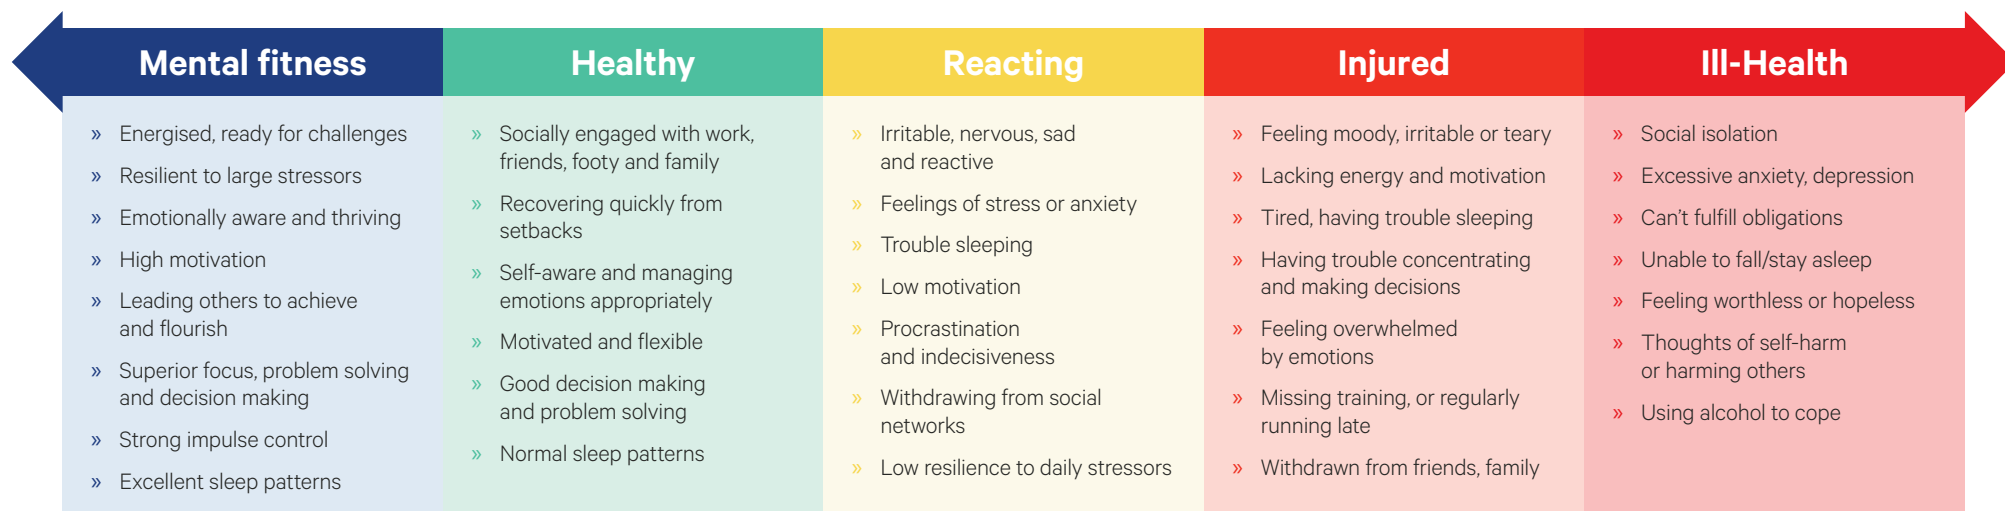 Mental fitness
» Energised, ready for challenges
» Resilient to large stressors
» Emotionally aware and thriving
» High motivation
» Leading others to achieve
and flourish
» Superior focus, problem solving
and decision making
» Strong impulse control
» Excellent sleep patterns
Healthy
» Socially engaged with work,
friends, footy and family
» Recovering quickly from
setbacks
» Self-aware and managing
emotions appropriately
» Motivated and flexible
» Good decision making
and problem solving
» Normal sleep patterns
Reacting
» Irritable, nervous, sad
and reactive
» Feelings of stress or anxiety
» Trouble sleeping
» Low motivation
» Procrastination
and indecisiveness
» Withdrawing from social
networks
» Low resilience to daily stressors
Injured
» Feeling moody, irritable or teary
» Lacking energy and motivation
» Tired, having trouble sleeping
» Having trouble concentrating
and making decisions
» Feeling overwhelmed
by emotions
» Missing training, or regularly
running late
» Withdrawn from friends, family
Ill-Health
» Social isolation
» Excessive anxiety, depression
» Can't fulfill obligations
» Unable to fall/stay asleep
» Feeling worthless or hopeless
» Thoughts of self-harm
or harming others
» Using alcohol to cope